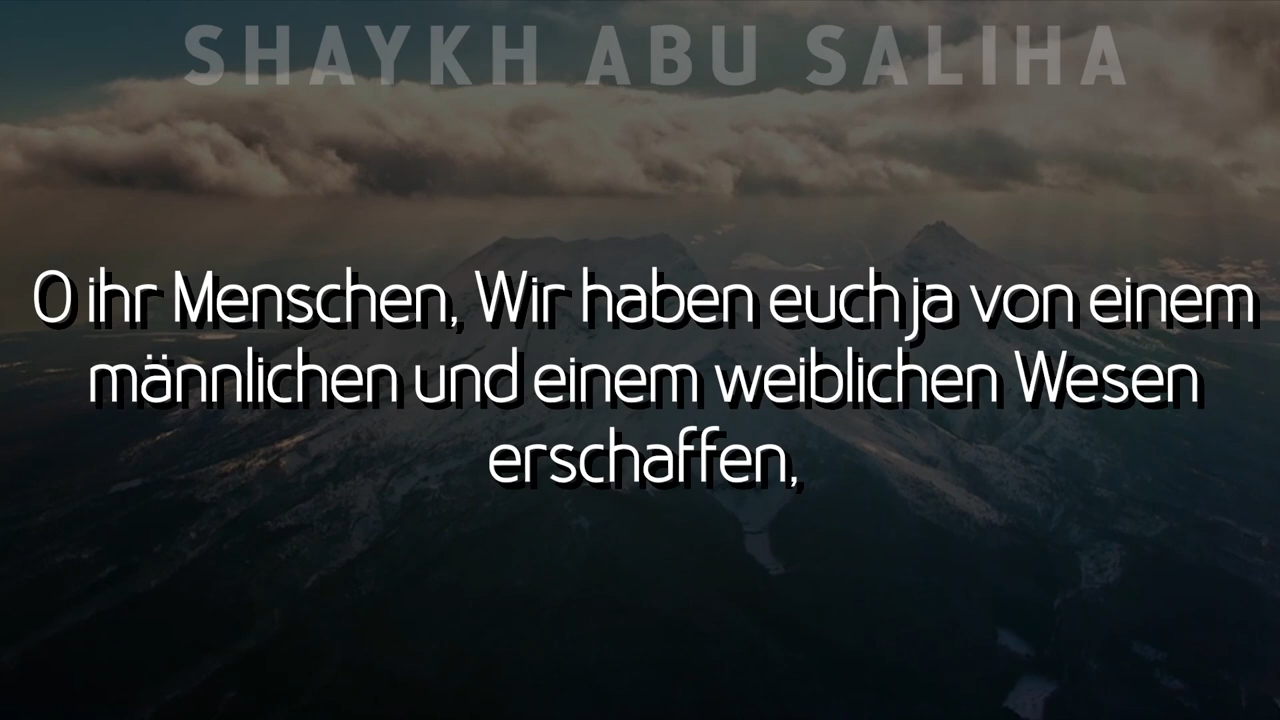 SHAYKH ABU SALIHA
O ihr Menschen, Wir haben euch ja von einem
männlichen und einem weiblichen Wesen
erschaffen,